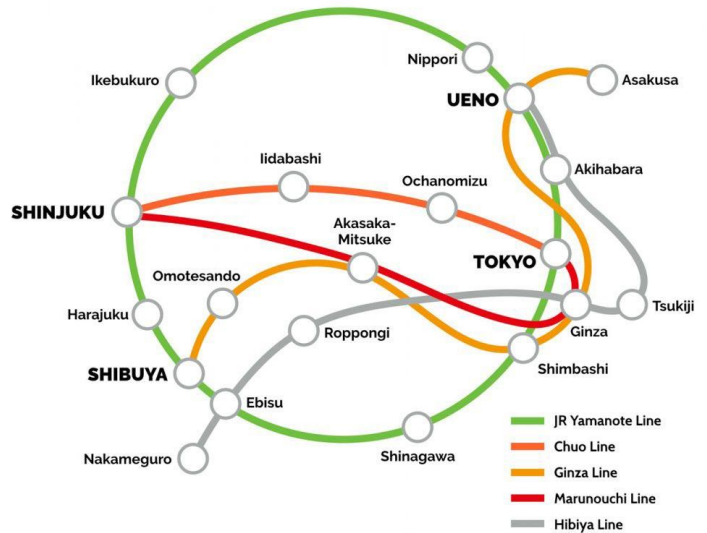 Nippori
Asakusa
Ikebukuro
UENO
Iidabashi
Akihabara
Ochanomizu
SHINJUKU
Akasaka-
Mitsuke
TOKYO
Omotesando
Harajuku
Tsukiji
Roppongi
Ginza
SHIBUYA
Shimbashi
Ebisu
Nakameguro
Shinagawa
JR Yamanote Line
Chuo Line
Ginza Line
Marunouchi Line
Hibiya Line